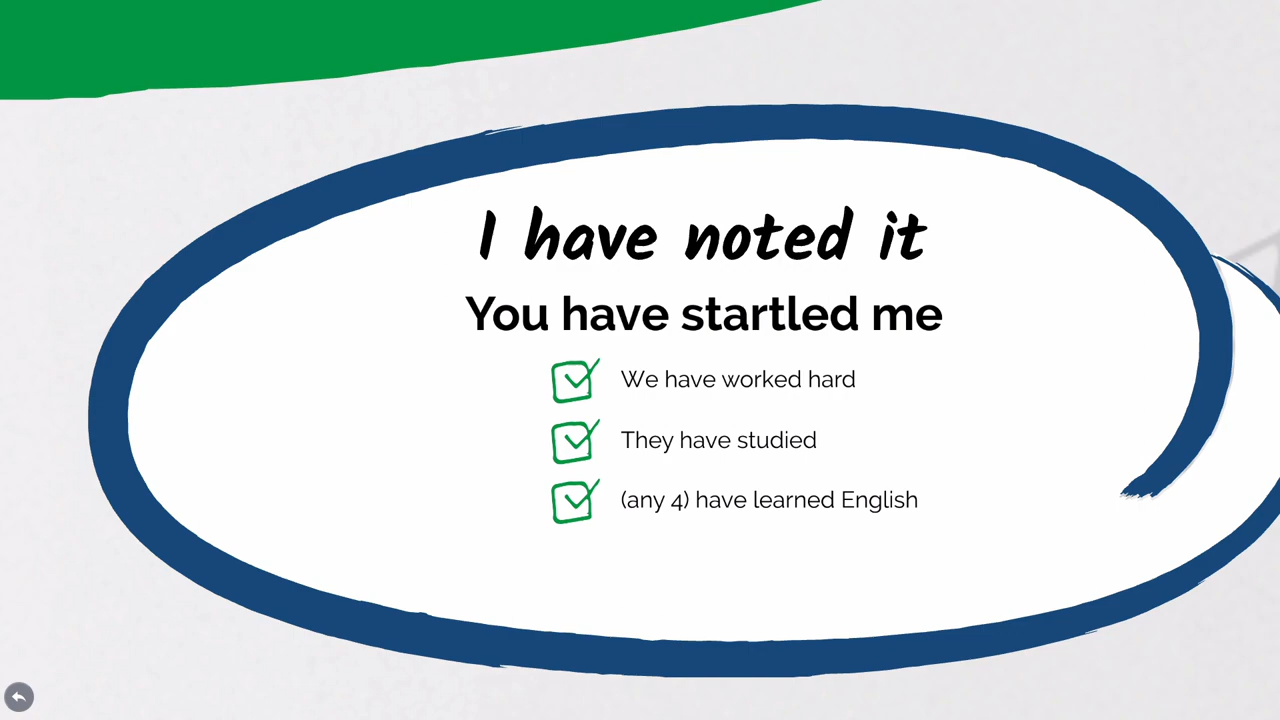 I have noted it
You have startled me
We have worked hard
They have studied
(any 4) have learned English